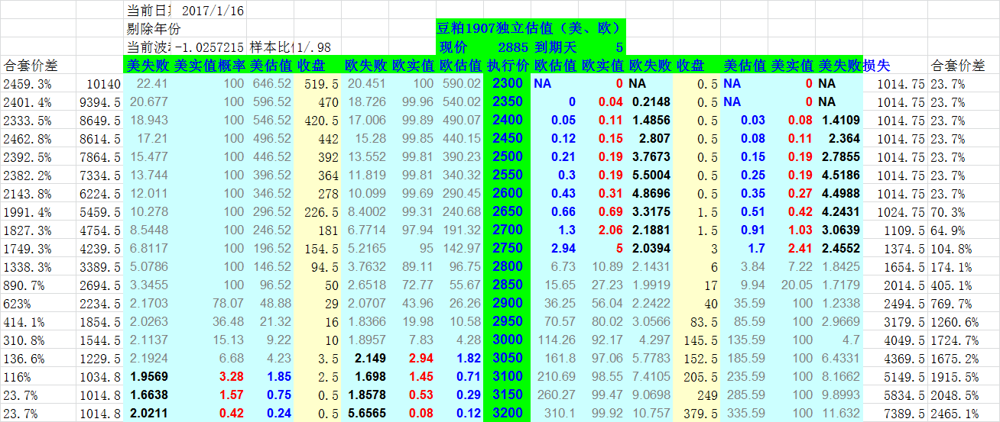 当前日期 2017/1/16
剔除年份 豆粕1907独立估值（美、欧）
-1.0257215 样本比 1/.98 现价 2885 到期天 5
合套价差 美失败 美实值概率 美估值 收盘 欧失败 欧实值 欧估值 执行价 欧估值 欧实值 欧失败 收盘 美估值 美实值 美失败 损失 合套价差
2459.3% 10140 22.41 100 646.52 519.5 20.451 100 590.02 2300 NA 0 NA 0.5 NA 0 NA 1014.75 23.7%
2401.4% 9394.5 20.677 100 596.52 470 18.726 99.96 540.02 2350 0 0.04 0.2148 0.5 NA 0 NA 1014.75 23.7%
2333.5% 8649.5 18.943 100 546.52 420.5 17.006 99.89 490.07 2400 0.05 0.11 1.4856 0.5 0.03 0.08 1.4109 1014.75 23.7%
2462.8% 8614.5 17.21 100 496.52 442 15.28 99.85 440.15 2450 0.12 0.15 2.807 0.5 0.08 0.11 2.364 1014.75 23.7%
2392.5% 7864.5 15.477 100 446.52 392 13.552 99.81 390.23 2500 0.21 0.19 3.7673 0.5 0.15 0.19 2.7855 1014.75 23.7%
2382.2% 7334.5 13.744 100 396.52 364 11.819 99.81 340.32 2550 0.3 0.19 5.5004 0.5 0.25 0.19 4.5186 1014.75 23.7%
2143.8% 6224.5 12.011 100 346.52 278 10.099 99.69 290.45 2600 0.43 0.31 4.8696 0.5 0.35 0.27 4.4988 1014.75 23.7%
1991.4% 5459.5 10.278 100 296.52 226.5 8.4002 99.31 240.68 2650 0.66 0.69 3.3175 1.5 0.51 0.42 4.2431 1024.75 70.3%
1827.3% 4754.5 8.5448 100 246.52 181 6.7714 97.94 191.32 2700 1.3 2.06 2.1881 1.5 0.91 1.03 3.0639 1109.5 64.9%
1749.3% 4239.5 6.8117 100 196.52 154.5 5.2165 95 142.97 2750 2.94 5 2.0394 3 1.7 2.41 2.4552 1374.5 104.8%
1338.3% 3389.5 5.0786 100 146.52 94.5 3.7632 89.11 96.75 2800 6.73 10.89 2.1431 6 3.84 7.22 1.8425 1654.5 174.1%
890.7% 2694.5 3.3455 100 96.52 50 2.6518 72.77 55.67 2850 15.65 27.23 1.9919 17 9.94 20.05 1.7179 2014.5 405.1%
623% 2234.5 2.1703 78.07 48.88 29 2.0707 43.96 26.26 2900 36.25 56.04 2.2422 40 35.59 100 1.2338 2494.5 769.7%
414.1% 1854.5 2.0263 36.48 21.32 16 1.8366 19.98 10.58 2950 70.57 80.02 3.0566 83.5 85.59 100 2.9669 3179.5 1260.6%
310.8% 1544.5 2.1137 15.13 9.22 10 1.8957 7.83 4.28 3000 114.26 92.17 4.297 145.5 135.59 100 4.7 4049.5 1724.7%
136.6% 1229.5 2.1924 6.68 4.23 3.5 2.149 2.94 1.82 3050 161.8 97.06 5.7783 152.5 185.59 100 6.4331 4369.5 1675.2%
116% 1034.8 1.9569 3.28 1.85 2.5 1.698 1.45 0.71 3100 210.69 98.55 7.4105 205.5 235.59 100 8.1662 5149.5 1915.5%
23.7% 1014.8 1.6638 1.57 0.75 0.5 1.8578 0.53 0.29 3150 260.27 99.47 9.0698 249 285.59 100 9.8993 5834.5 2048.5%
23.7% 1014.8 2.0211 0.42 0.24 0.5 5.6565 0.08 0.12 3200 310.1 99.92 10.757 379.5 335.59 100 11.632 7389.5 2465.1%